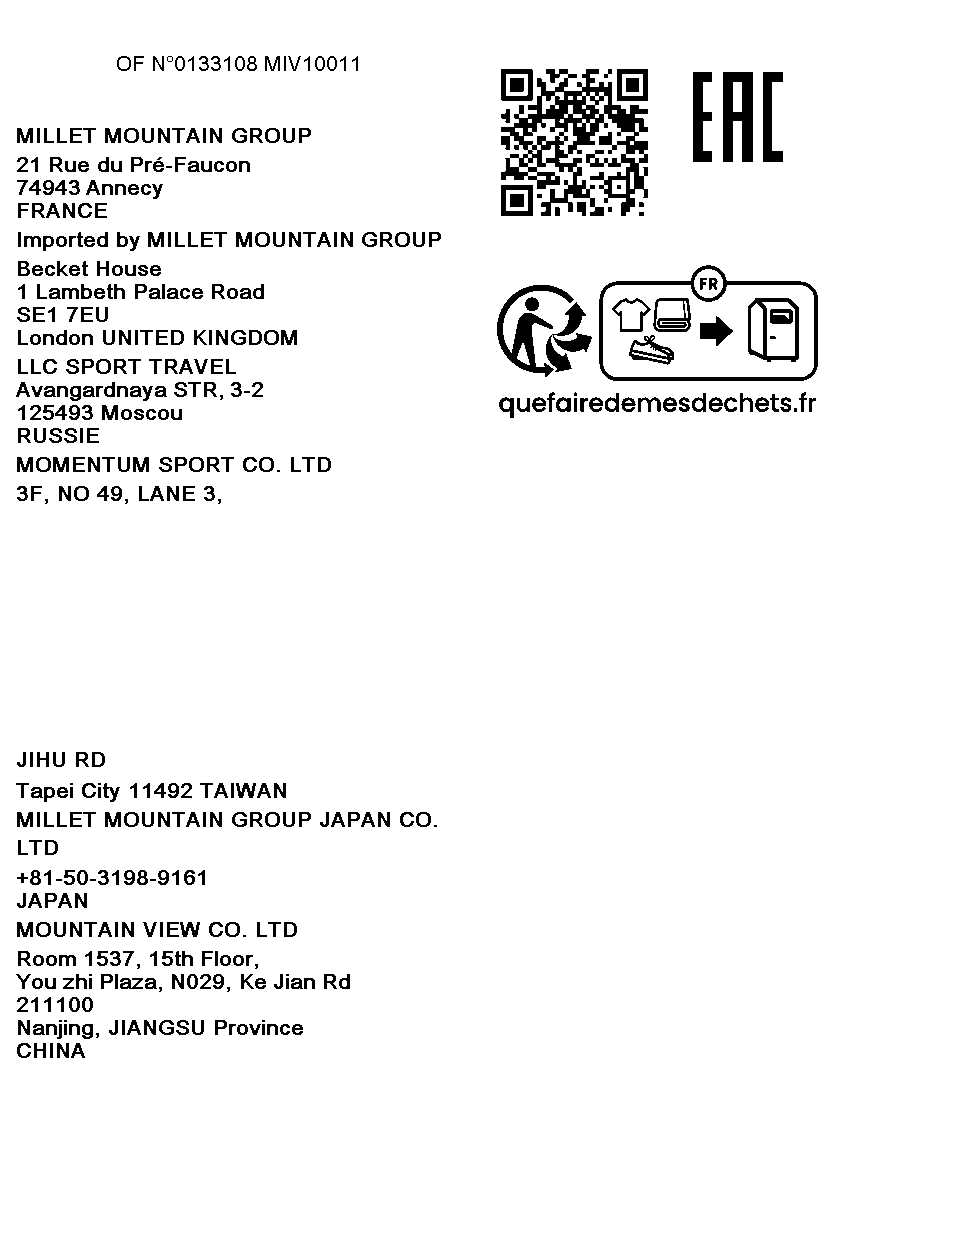 OF N°0133108 MIV10011
MILLET MOUNTAIN GROUP
21 Rue du Pré-Faucon
74943 Annecy
FRANCE
Imported by MILLET MOUNTAIN GROUP
Becket House
1 Lambeth Palace Road
SE1 7EU
London UNITED KINGDOM
LLC SPORT TRAVEL
Avangardnaya STR, 3-2
125493 Moscou
RUSSIE
MOMENTUM SPORT CO. LTD
3F, NO 49, LANE 3,
EAC
FR
quefairedemesdechets.fr
JIHU RD
Tapei City 11492 TAIWAN
MILLET MOUNTAIN GROUP JAPAN CO.
LTD
+81-50-3198-9161
JAPAN
MOUNTAIN VIEW CO. LTD
Room 1537, 15th Floor,
You zhi Plaza, N029, Ke Jian Rd
211100
Nanjing, JIANGSU Province
CHINA